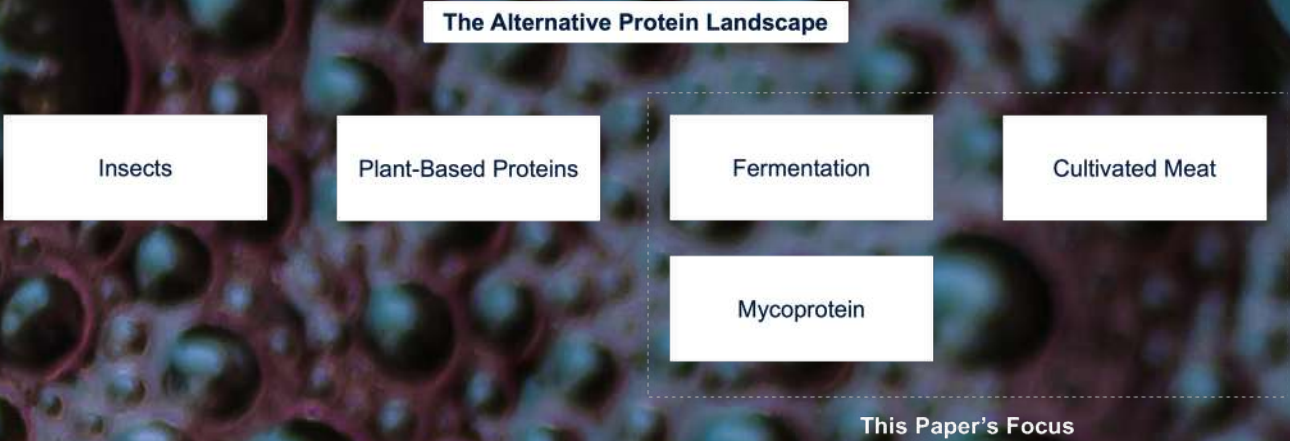 The Alternative Protein Landscape
Insects
Plant-Based Proteins
Fermentation
Cultivated Meat
Mycoprotein
This Paper's Focus